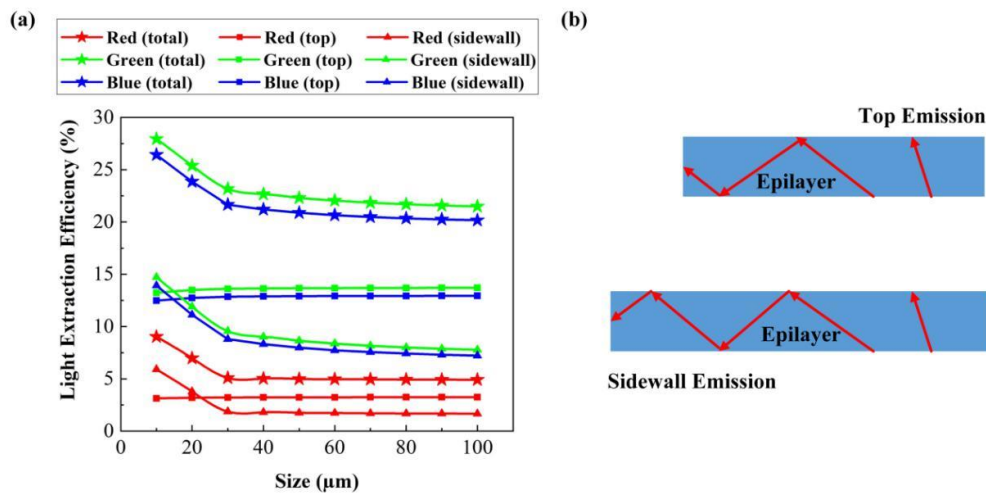 (a)
Red (total) Red (top) Red (sidewall)
Green (total) Green (top) Green (sidewall)
Blue (total) Blue (top) Blue (sidewall)
Light Extraction Efficiency (%)
30
25
20
15
10
5
0
0 20 40 60 80 100
Size (μm)
(b)
Top Emission
Epilayer
Epilayer
Sidewall Emission